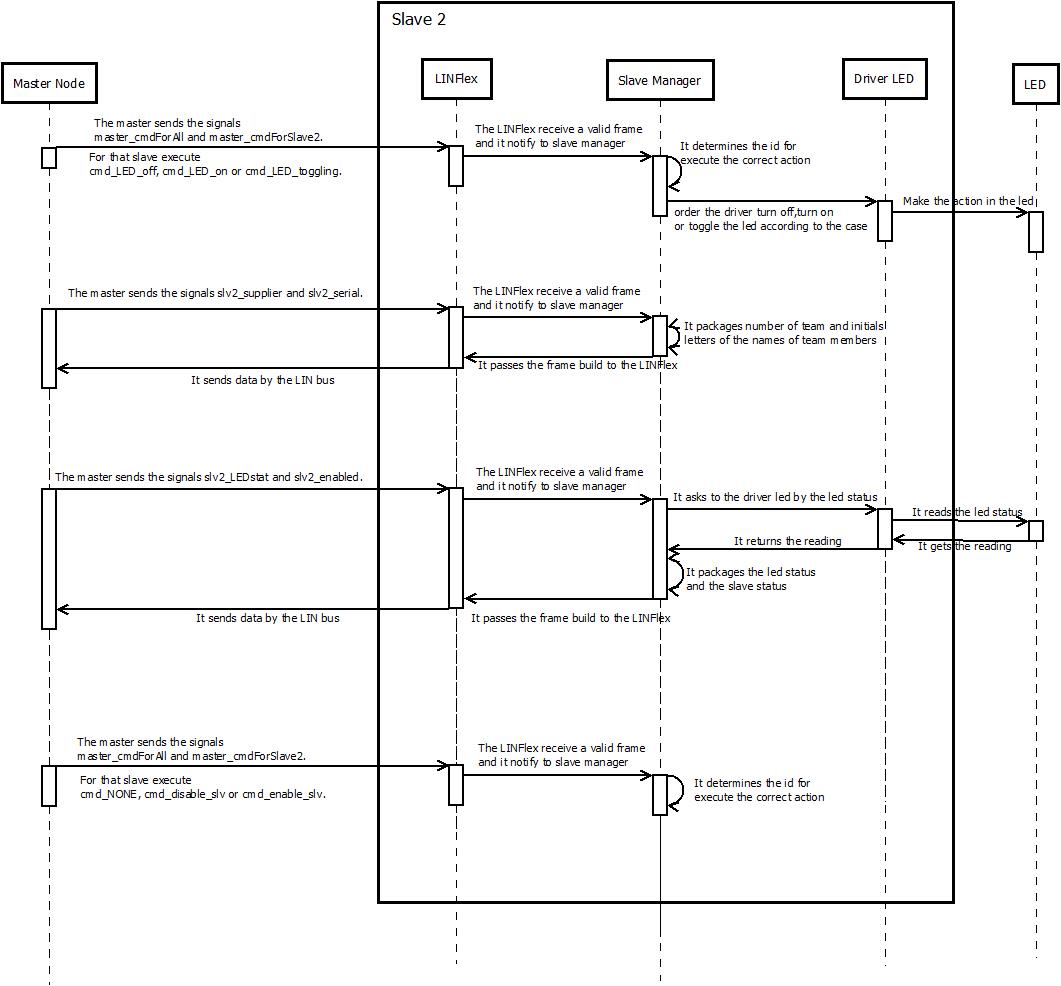 Slave 2
Master Node
LINFlex
Slave Manager
Driver LED
LED
The master sends the signals
master_cmdForAll and master_cmdForSlave2.
For that slave execute
cmd_LED_off, cmd_LED_on or cmd_LED_toggling.
The LINFlex receive a valid frame
and it notify to slave manager
It determines the id for
execute the correct action
order the driver turn off,turn on
or toggle the led according to the case
Make the action in the led
The master sends the signals slv2_supplier and slv2_serial.
The LINFlex receive a valid frame
and it notify to slave manager
It packages number of team and initials
letters of the names of team members
It passes the frame build to the LINFlex
It sends data by the LIN bus
The master sends the signals slv2_LEDstat and slv2_enabled.
The LINFlex receive a valid frame
and it notify to slave manager
It asks to the driver led by the led status
It reads the led status
It gets the reading
It returns the reading
It packages the led status
and the slave status
It passes the frame build to the LINFlex
It sends data by the LIN bus
The master sends the signals
master_cmdForAll and master_cmdForSlave2.
For that slave execute
cmd_NONE, cmd_disable_slv or cmd_enable_slv.
The LINFlex receive a valid frame
and it notify to slave manager
It determines the id for
execute the correct action